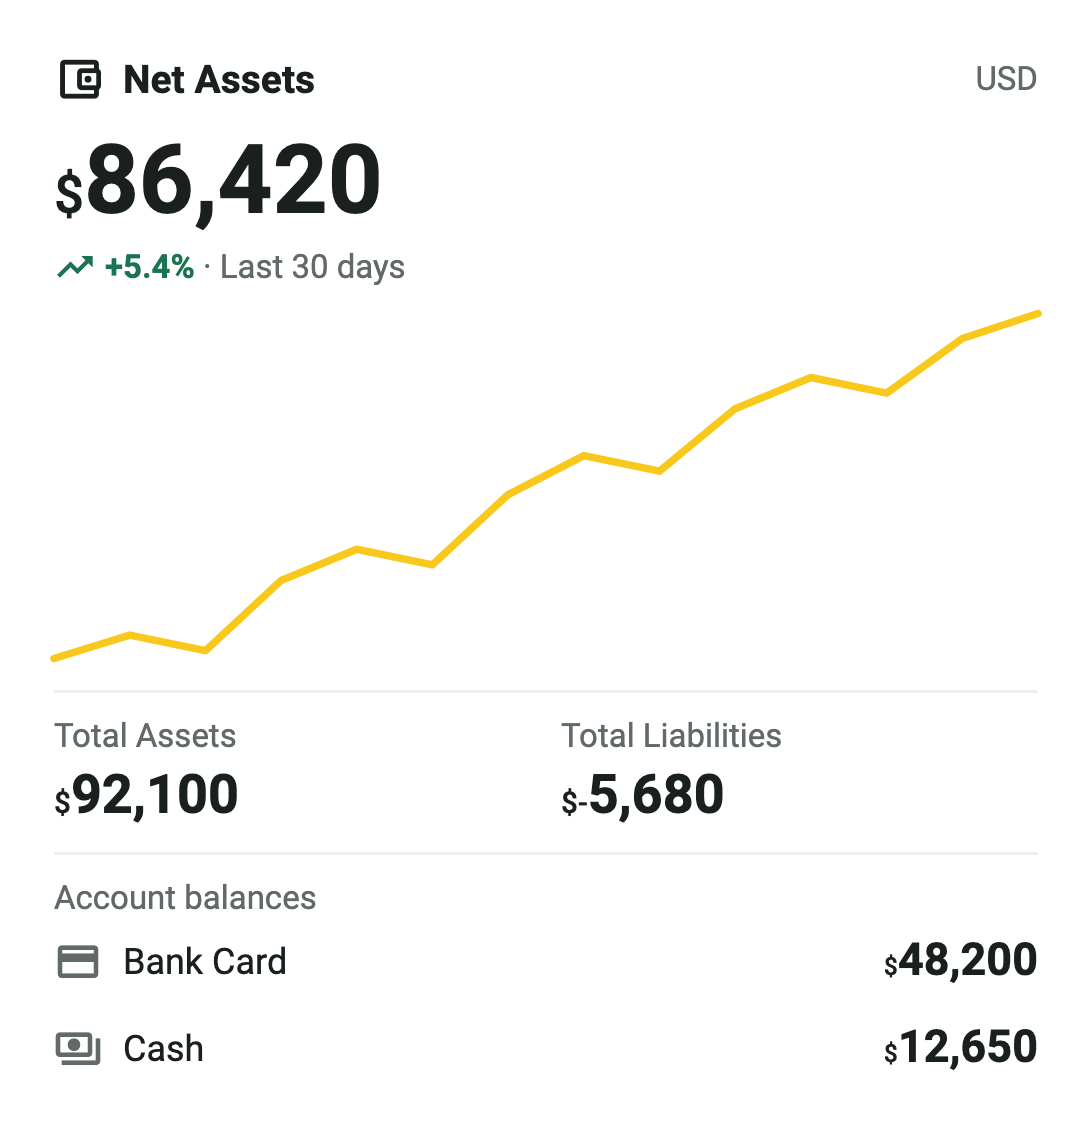 Net Assets USD
$86,420
+5.4% · Last 30 days
Total Assets Total Liabilities
$92,100 $-5,680
Account balances
Bank Card $48,200
Cash $12,650